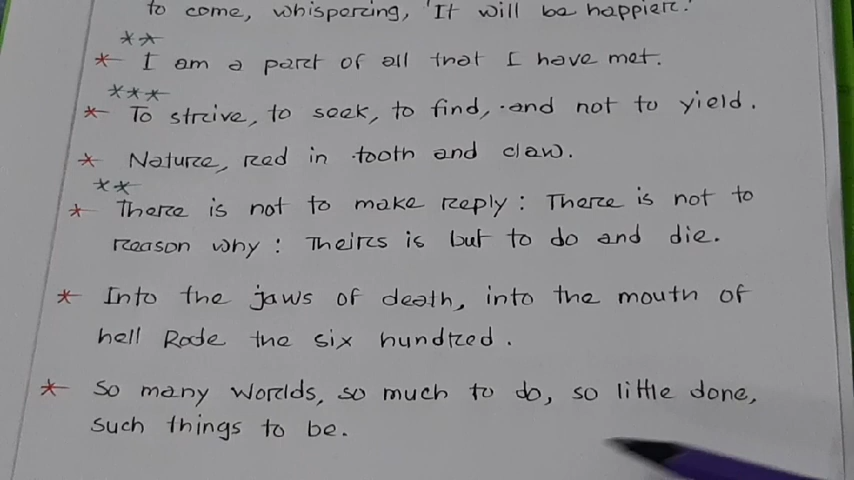 to come, whispering, 'It will be happier.'
**
* I am a part of all that I have met.
***
* To strive, to seek, to find, and not to yield.
* Nature, red in tooth and claw.
**
* There is not to make reply: There is not to
reason why: Theirs is but to do and die.
* Into the jaws of death, into the mouth of
hell Rode the six hundred.
* So many worlds, so much to do, so little done,
such things to be.